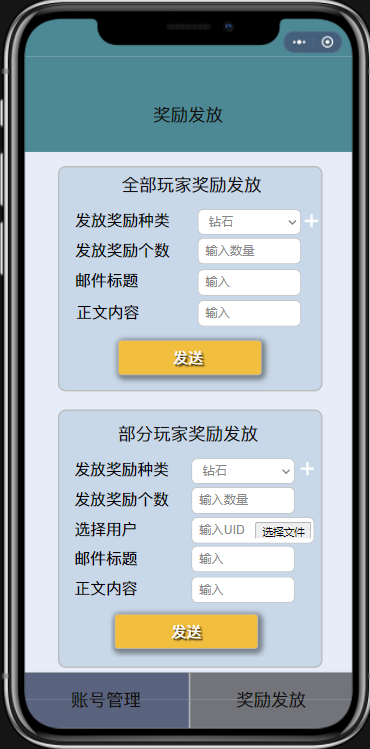 奖励发放
全部玩家奖励发放
发放奖励种类 钻石
发放奖励个数 输入数量
邮件标题 输入
正文内容 输入
发送
部分玩家奖励发放
发放奖励种类 钻石
发放奖励个数 输入数量
选择用户 输入UID 选择文件
邮件标题 输入
正文内容 输入
发送
账号管理 奖励发放